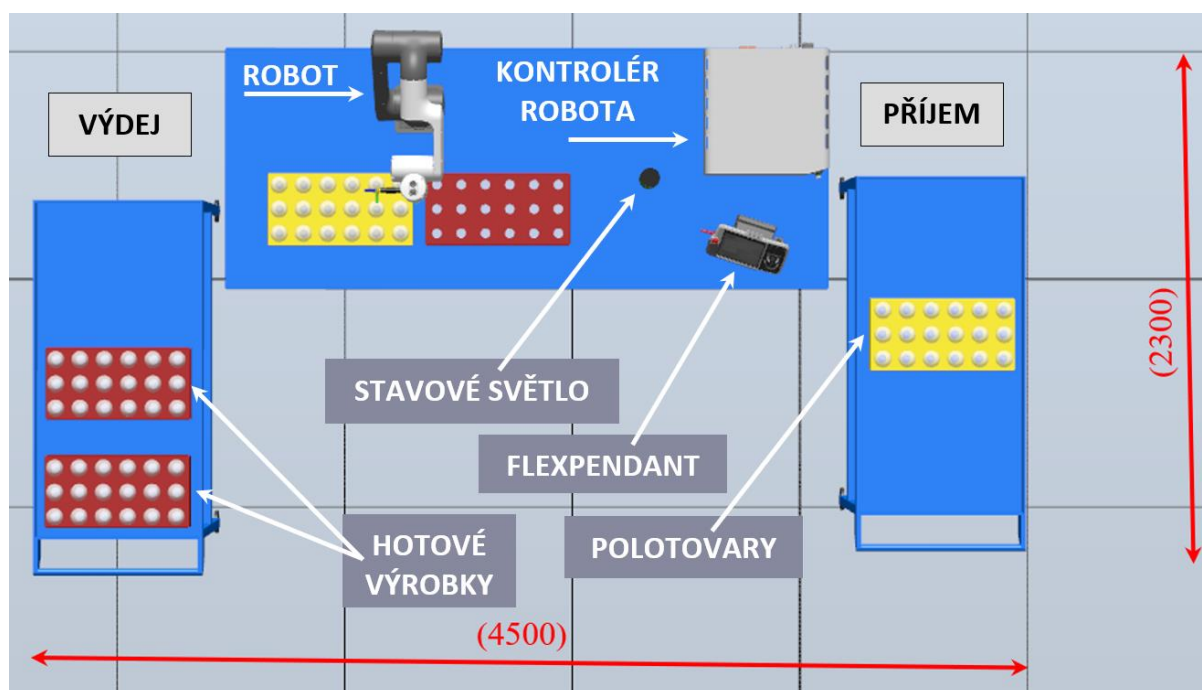 ROBOT
KONTROLÉR
ROBOTA
VÝDEJ
PŘÍJEM
(2300)
STAVOVÉ SVĚTLO
FLEXPENDANT
HOTOVÉ
VÝROBKY
POLOTOVARY
(4500)